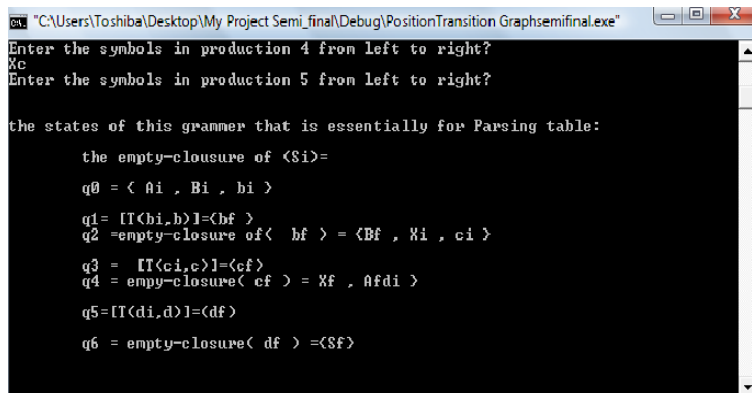 "C:\Users\Toshiba\Desktop\My Project Semi_final\Debug\PositionTransition Graphsemifinal.exe"
Enter the symbols in production 4 from left to right?
Xc
Enter the symbols in production 5 from left to right?
the states of this grammer that is essentially for Parsing table:
the empty-clousure of (Si)=
q0 = { Ai , Bi , bi }
q1= [T(bi,b)]={bf }
q2 =empty-closure of( bf ) = {Bf , Xi , ci }
q3 = [T(ci,c)]={cf}
q4 = empy-closure( cf ) = Xf , Afdi }
q5=[T(di,d)]={df)
q6 = empty-closure( df ) ={Sf}